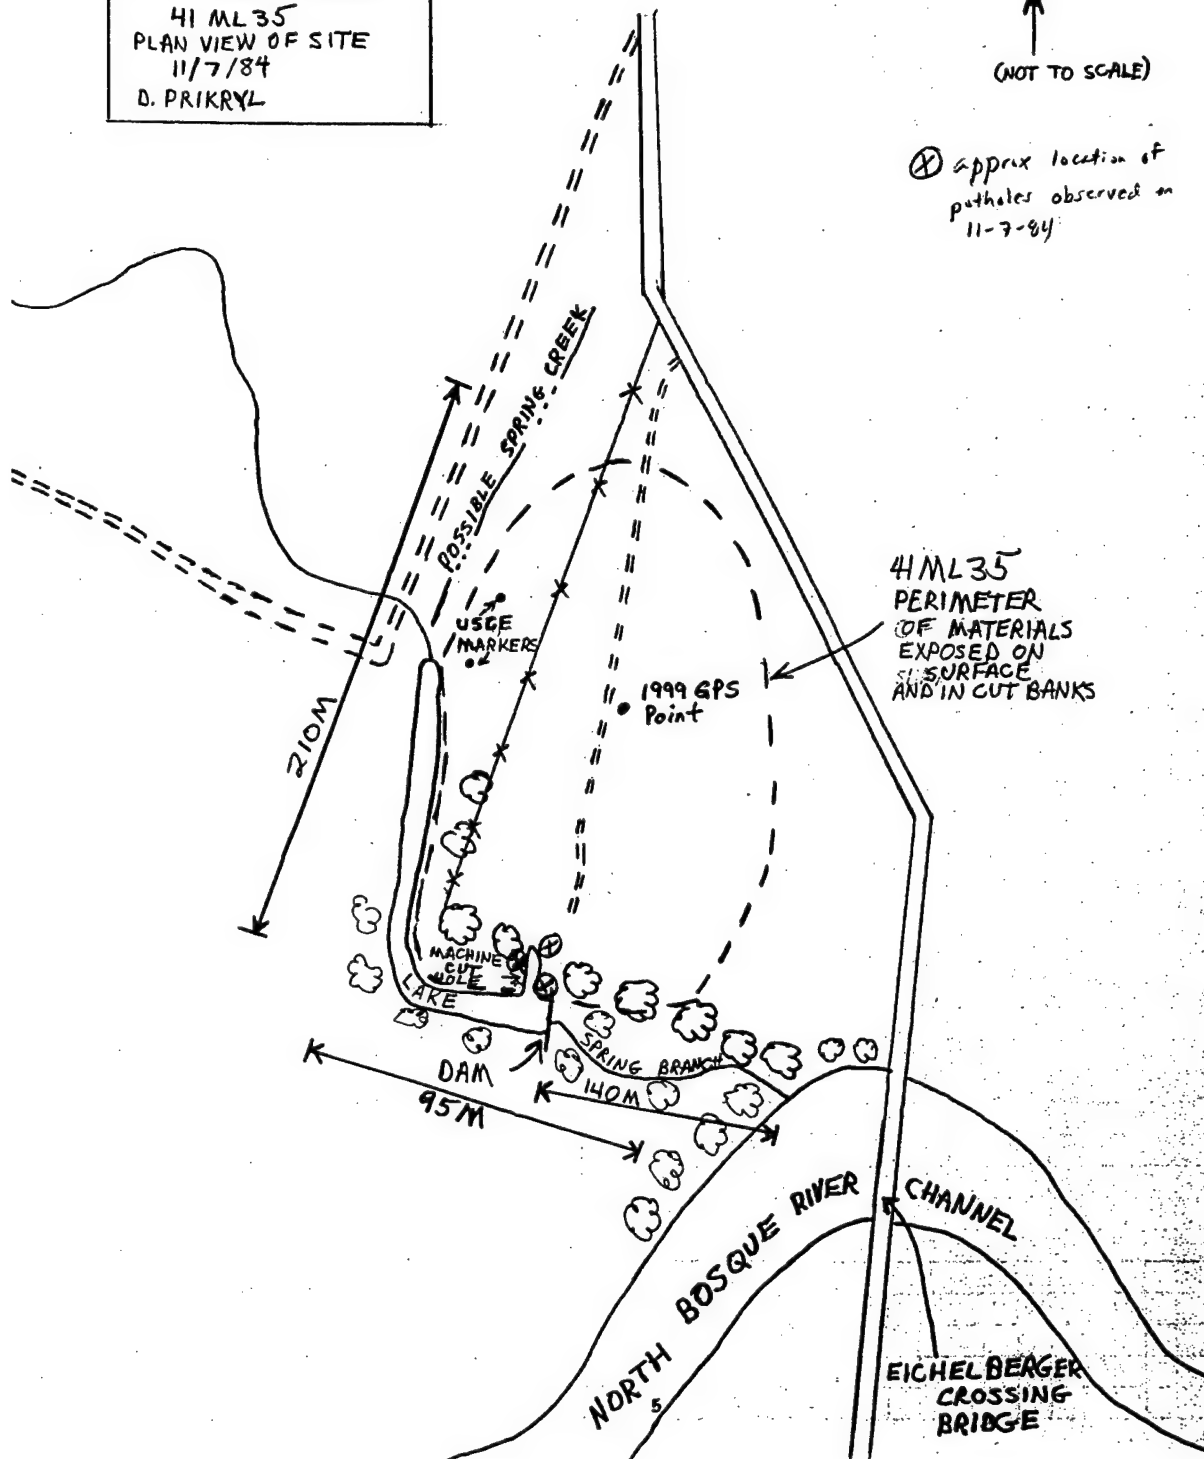 41 ML 35
PLAN VIEW OF SITE
11/7/84
D. PRIKRYL
(NOT TO SCALE)
approx location of
potholes observed on
11-7-84
POSSIBLE SPRING CREEK
USCE
MARKERS
41ML35
PERIMETER
OF MATERIALS
EXPOSED ON
SURFACE
AND IN CUT BANKS
1999 GPS
Point
210M
MACHINE
CUT
HOLE
LAKE
DAM
SPRING BRANCH
140M
95M
NORTH BOSQUE RIVER CHANNEL
EICHELBERGER
CROSSING
BRIDGE
5